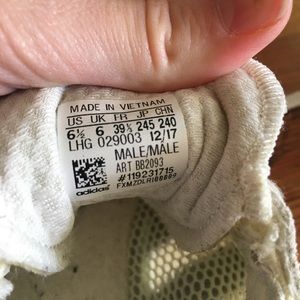 MADE IN VIETNAM
US UK FR JP CHN
6½ 6 39⅓ 245 240
LHG 029003 12/17
MALE/MALE
ART BB2093
#119231715
adidas